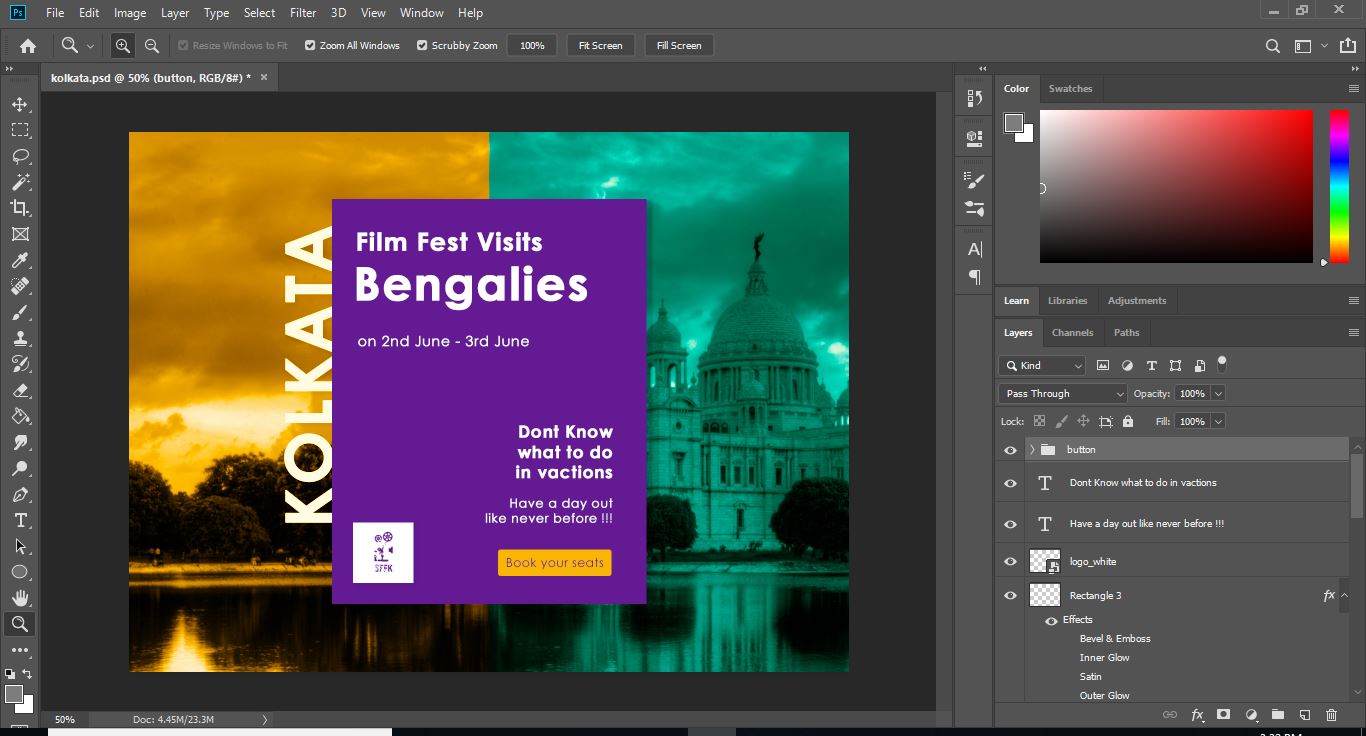 Ps File Edit Image Layer Type Select Filter 3D View Window Help
Resize Windows to Fit Zoom All Windows Scrubby Zoom 100% Fit Screen Fill Screen
kolkata.psd @ 50% (button, RGB/8#) *
KOLKATA
Film Fest Visits
Bengalies
on 2nd June - 3rd June
Dont Know
what to do
in vactions
Have a day out
like never before !!!
Book your seats
50% Doc: 4.45M/23.3M
Color Swatches
Learn Libraries Adjustments
Layers Channels Paths
Kind
Pass Through Opacity: 100%
Lock: Fill: 100%
button
Dont Know what to do in vactions
Have a day out like never before !!!
logo_white
Rectangle 3 fx
Effects
Bevel & Emboss
Inner Glow
Satin
Outer Glow
fx